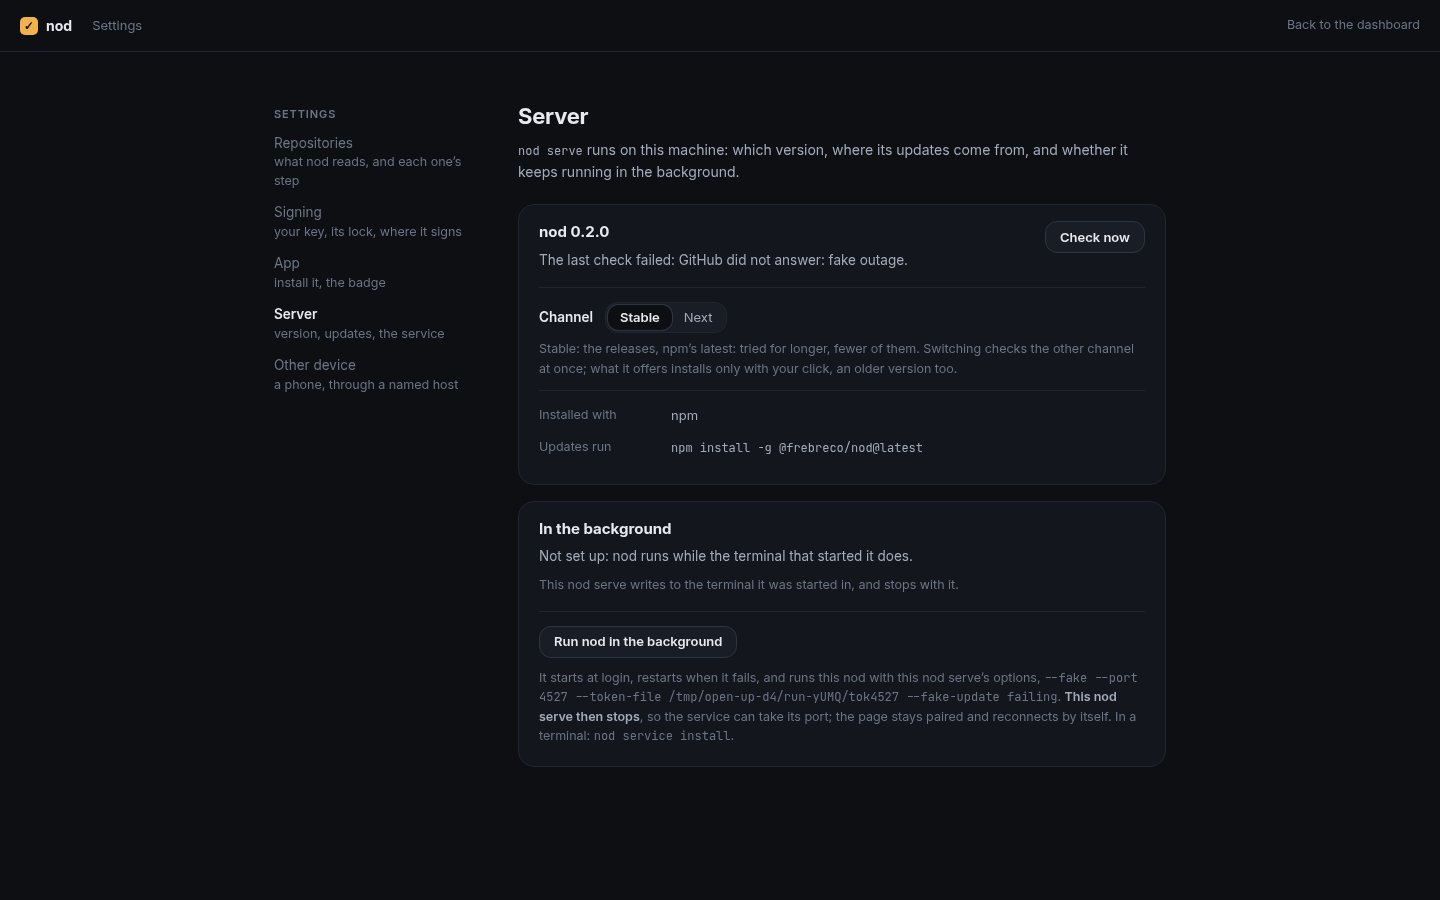 ✓ nod Settings Back to the dashboard
SETTINGS
Repositories
what nod reads, and each one’s
step
Signing
your key, its lock, where it signs
App
install it, the badge
Server
version, updates, the service
Other device
a phone, through a named host
Server
nod serve runs on this machine: which version, where its updates come from, and whether it
keeps running in the background.
nod 0.2.0
Check now
The last check failed: GitHub did not answer: fake outage.
Channel Stable Next
Stable: the releases, npm’s latest: tried for longer, fewer of them. Switching checks the other channel
at once; what it offers installs only with your click, an older version too.
Installed with npm
Updates run npm install -g @frebreco/nod@latest
In the background
Not set up: nod runs while the terminal that started it does.
This nod serve writes to the terminal it was started in, and stops with it.
Run nod in the background
It starts at login, restarts when it fails, and runs this nod with this nod serve’s options, --fake --port
4527 --token-file /tmp/open-up-d4/run-yUMQ/tok4527 --fake-update failing. This nod
serve then stops, so the service can take its port; the page stays paired and reconnects by itself. In a
terminal: nod service install.